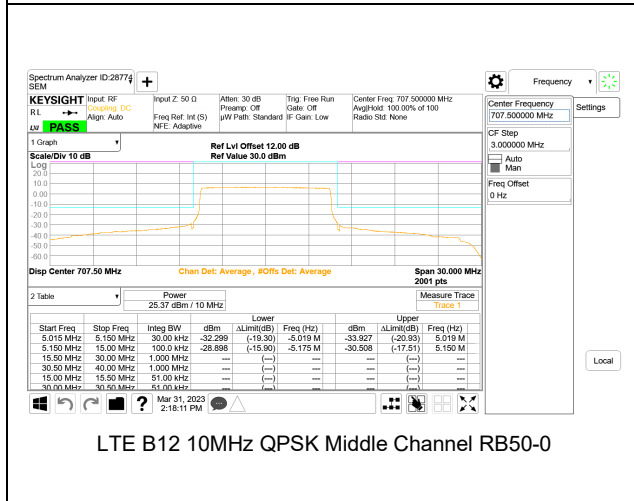 Spectrum Analyzer ID:28774
SEM
Frequency
KEYSIGHT
R L
LXI PASS
Input: RF
Coupling: DC
Align: Auto
Input Z: 50 Ω
Freq Ref: Int (S)
NFE: Adaptive
Atten: 30 dB
Preamp: Off
µW Path: Standard
Trig: Free Run
Gate: Off
IF Gain: Low
Center Freq: 707.500000 MHz
Avg|Hold: 100.00% of 100
Radio Std: None
Center Frequency
707.500000 MHz
Settings
CF Step
3.000000 MHz
Auto
Man
Freq Offset
0 Hz
Local
1 Graph
Scale/Div 10 dB
Ref Lvl Offset 12.00 dB
Ref Value 30.0 dBm
Log
20.0
10.0
0.00
-10.0
-20.0
-30.0
-40.0
-50.0
-60.0
Disp Center 707.50 MHz
Chan Det: Average, #Offs Det: Average
Span 30.000 MHz
2001 pts
2 Table
Power
25.37 dBm / 10 MHz
Measure Trace
Trace 1
Lower Upper
Start Freq Stop Freq Integ BW dBm ΔLimit(dB) Freq (Hz) dBm ΔLimit(dB) Freq (Hz)
5.015 MHz 5.150 MHz 30.00 kHz -32.299 (-19.30) -5.019 M -33.927 (-20.93) 5.019 M
5.150 MHz 15.00 MHz 100.0 kHz -28.898 (-15.90) -5.175 M -30.508 (-17.51) 5.150 M
15.50 MHz 30.00 MHz 1.000 MHz --- (---) --- --- (---) ---
30.50 MHz 40.00 MHz 1.000 MHz --- (---) --- --- (---) ---
15.00 MHz 15.50 MHz 51.00 kHz --- (---) --- --- (---) ---
30.00 MHz 30.50 MHz 51.00 kHz --- (---) --- --- (---) ---
Mar 31, 2023
2:18:11 PM
LTE B12 10MHz QPSK Middle Channel RB50-0